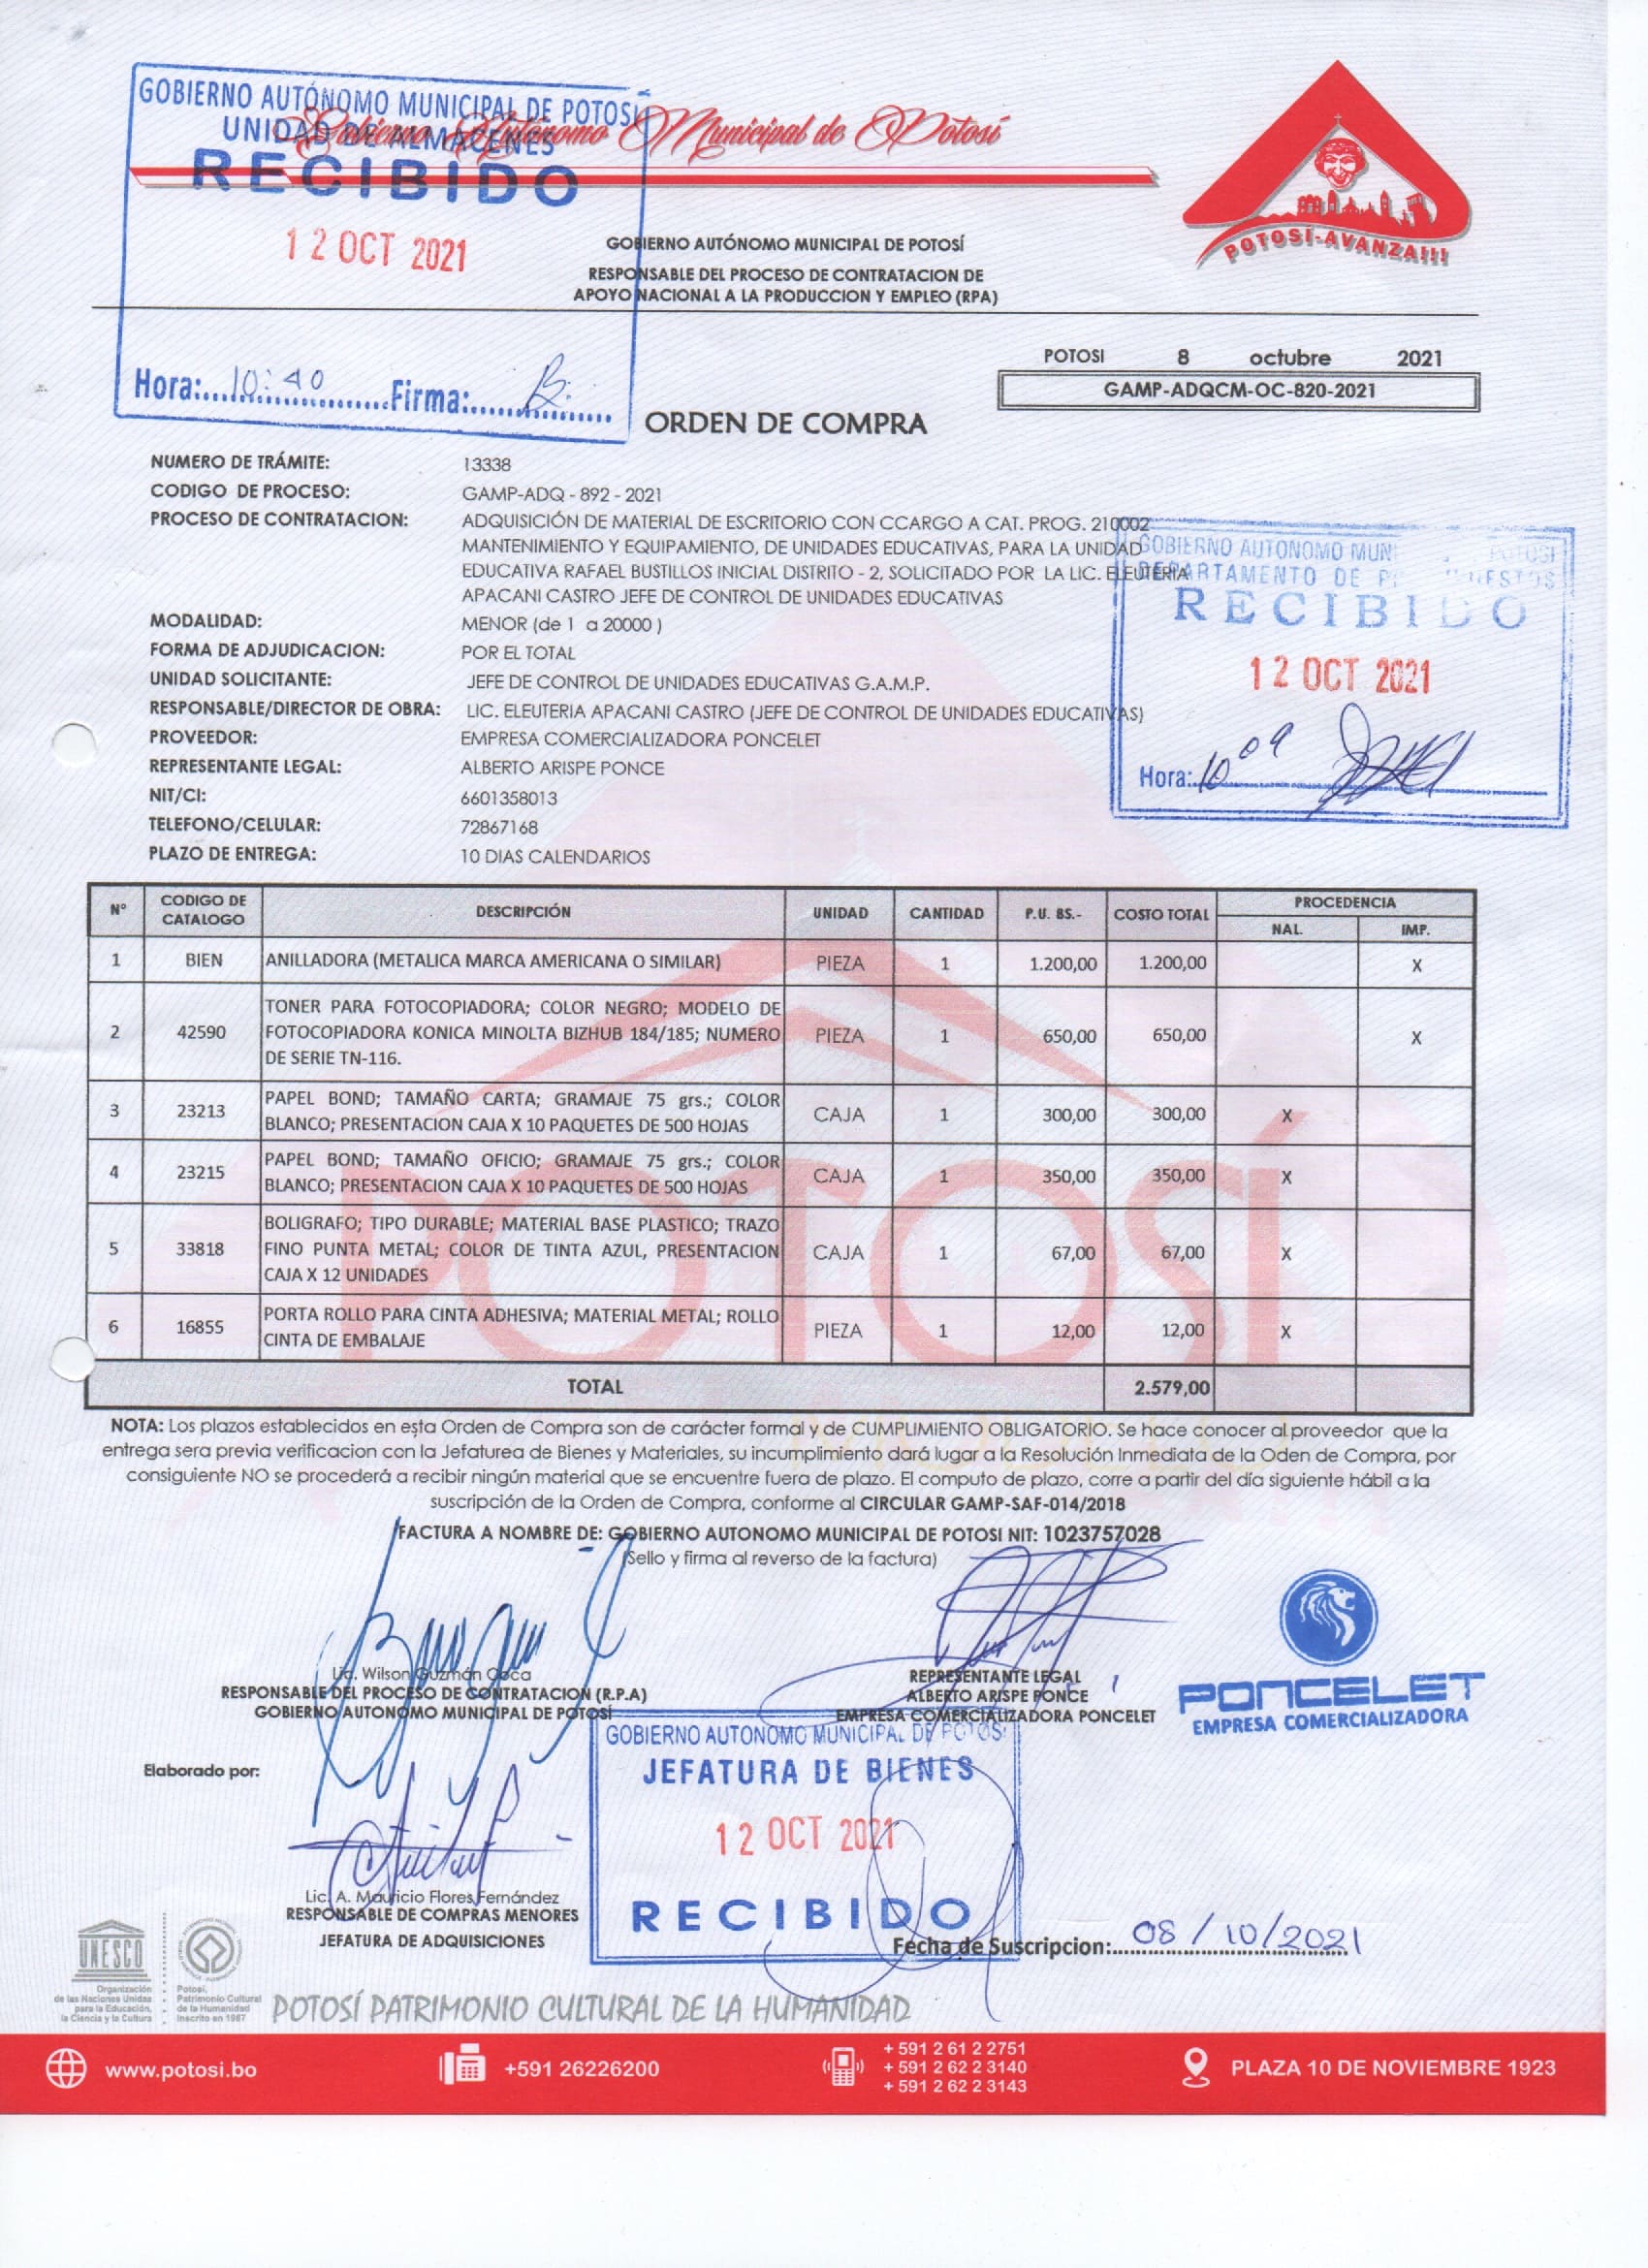 GOBIERNO AUTÓNOMO MUNICIPAL DE POTOSÍ
UNIDAD DE ALMACENES
RECIBIDO
12 OCT 2021
Hora: 10:40 Firma:
Gobierno Autónomo Municipal de Potosí
POTOSÍ-AVANZA!!!
GOBIERNO AUTÓNOMO MUNICIPAL DE POTOSÍ
RESPONSABLE DEL PROCESO DE CONTRATACION DE
APOYO NACIONAL A LA PRODUCCION Y EMPLEO (RPA)
POTOSI 8 octubre 2021
GAMP-ADQCM-OC-820-2021
ORDEN DE COMPRA
NUMERO DE TRÁMITE: 13338
CODIGO DE PROCESO: GAMP-ADQ - 892 - 2021
PROCESO DE CONTRATACION: ADQUISICIÓN DE MATERIAL DE ESCRITORIO CON CCARGO A CAT. PROG. 210002
MANTENIMIENTO Y EQUIPAMIENTO, DE UNIDADES EDUCATIVAS, PARA LA UNIDAD
EDUCATIVA RAFAEL BUSTILLOS INICIAL DISTRITO - 2, SOLICITADO POR LA LIC. ELEUTERIA
APACANI CASTRO JEFE DE CONTROL DE UNIDADES EDUCATIVAS
MODALIDAD: MENOR (de 1 a 20000 )
FORMA DE ADJUDICACION: POR EL TOTAL
UNIDAD SOLICITANTE: JEFE DE CONTROL DE UNIDADES EDUCATIVAS G.A.M.P.
RESPONSABLE/DIRECTOR DE OBRA: LIC. ELEUTERIA APACANI CASTRO (JEFE DE CONTROL DE UNIDADES EDUCATIVAS)
PROVEEDOR: EMPRESA COMERCIALIZADORA PONCELET
REPRESENTANTE LEGAL: ALBERTO ARISPE PONCE
NIT/CI: 6601358013
TELEFONO/CELULAR: 72867168
PLAZO DE ENTREGA: 10 DIAS CALENDARIOS
GOBIERNO AUTONOMO MUN POTOSI
DEPARTAMENTO DE
RECIBIDO
12 OCT 2021
Hora: 10 09
N° CODIGO DE CATALOGO DESCRIPCIÓN UNIDAD CANTIDAD P.U. BS.- COSTO TOTAL PROCEDENCIA
NAL. IMP.
1 BIEN ANILLADORA (METALICA MARCA AMERICANA O SIMILAR) PIEZA 1 1.200,00 1.200,00 X
2 42590 TONER PARA FOTOCOPIADORA; COLOR NEGRO; MODELO DE
FOTOCOPIADORA KONICA MINOLTA BIZHUB 184/185; NUMERO
DE SERIE TN-116. PIEZA 1 650,00 650,00 X
3 23213 PAPEL BOND; TAMAÑO CARTA; GRAMAJE 75 grs.; COLOR
BLANCO; PRESENTACION CAJA X 10 PAQUETES DE 500 HOJAS CAJA 1 300,00 300,00 X
4 23215 PAPEL BOND; TAMAÑO OFICIO; GRAMAJE 75 grs.; COLOR
BLANCO; PRESENTACION CAJA X 10 PAQUETES DE 500 HOJAS CAJA 1 350,00 350,00 X
5 33818 BOLIGRAFO; TIPO DURABLE; MATERIAL BASE PLASTICO; TRAZO
FINO PUNTA METAL; COLOR DE TINTA AZUL, PRESENTACION
CAJA X 12 UNIDADES CAJA 1 67,00 67,00 X
6 16855 PORTA ROLLO PARA CINTA ADHESIVA; MATERIAL METAL; ROLLO
CINTA DE EMBALAJE PIEZA 1 12,00 12,00 X
TOTAL 2.579,00
POTOSÍ
NOTA: Los plazos establecidos en esta Orden de Compra son de carácter formal y de CUMPLIMIENTO OBLIGATORIO. Se hace conocer al proveedor que la
entrega sera previa verificacion con la Jefaturea de Bienes y Materiales, su incumplimiento dará lugar a la Resolución Inmediata de la Oden de Compra, por
consiguiente NO se procederá a recibir ningún material que se encuentre fuera de plazo. El computo de plazo, corre a partir del día siguiente hábil a la
suscripción de la Orden de Compra, conforme al CIRCULAR GAMP-SAF-014/2018
FACTURA A NOMBRE DE: GOBIERNO AUTONOMO MUNICIPAL DE POTOSI NIT: 1023757028
(Sello y firma al reverso de la factura)
Lic. Wilson Guzmán Coca
RESPONSABLE DEL PROCESO DE CONTRATACION (R.P.A)
GOBIERNO AUTONOMO MUNICIPAL DE POTOSÍ
REPRESENTANTE LEGAL
ALBERTO ARISPE PONCE
EMPRESA COMERCIALIZADORA PONCELET
PONCELET
EMPRESA COMERCIALIZADORA
GOBIERNO AUTONOMO MUNICIPAL DE POTOSI
JEFATURA DE BIENES
12 OCT 2021
RECIBIDO
Elaborado por:
Lic. A. Mauricio Flores Fernández
RESPONSABLE DE COMPRAS MENORES
JEFATURA DE ADQUISICIONES
Fecha de Suscripcion: 08/10/2021
UNESCO
Organización
de las Naciones Unidas
para la Educación,
la Ciencia y la Cultura
Potosí,
Patrimonio Cultural
de la Humanidad
Inscrito en 1987
POTOSÍ PATRIMONIO CULTURAL DE LA HUMANIDAD
www.potosi.bo
+591 26226200
+ 591 2 61 2 2751
+ 591 2 62 2 3140
+ 591 2 62 2 3143
PLAZA 10 DE NOVIEMBRE 1923